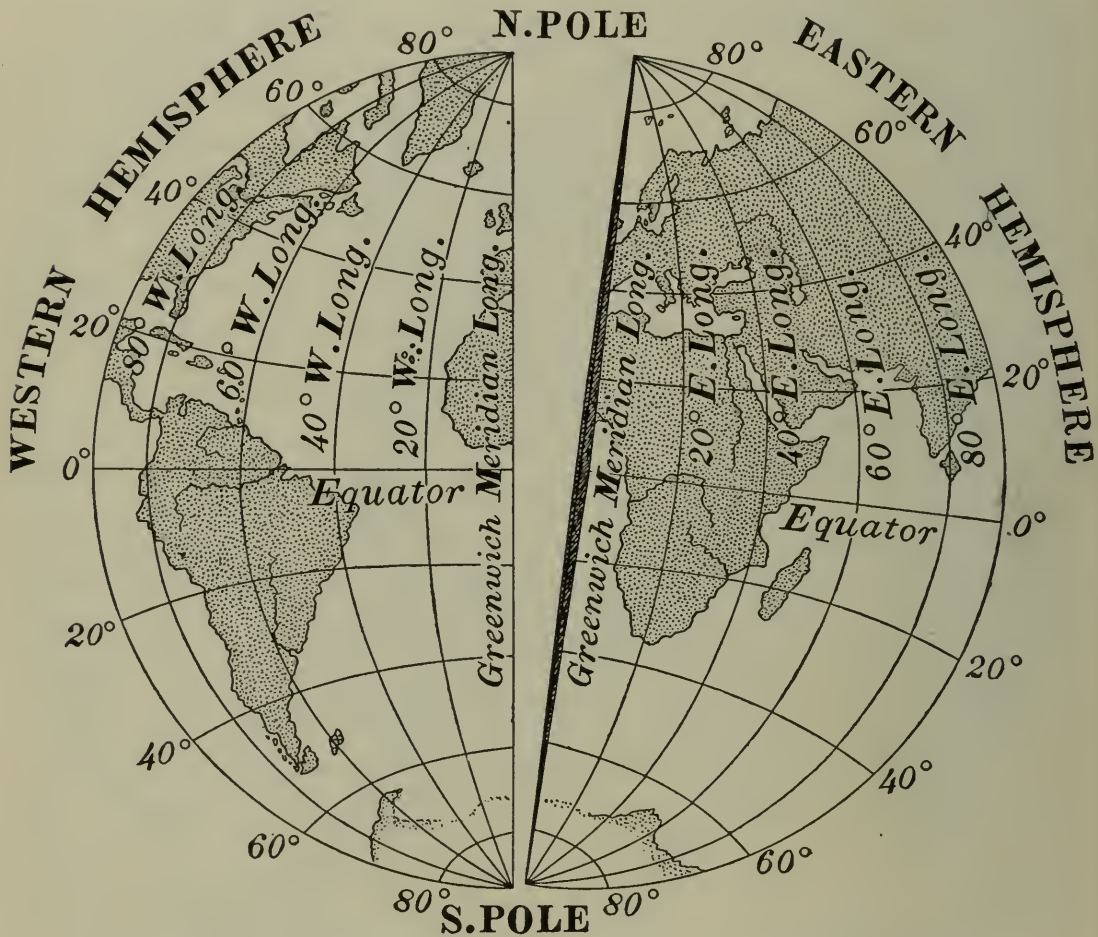 N.POLE
WESTERN HEMISPHERE
EASTERN HEMISPHERE
80°
60°
40°
20°
0°
20°
40°
60°
80°
80°
60°
40°
20°
0°
20°
40°
60°
80°
80° W.Long.
60° W.Long.
40° W.Long.
20° W.Long.
Greenwich Meridian Long.
Greenwich Meridian Long.
20° E.Long.
40° E.Long.
60° E.Long.
80° E.Long.
Equator
Equator
S.POLE